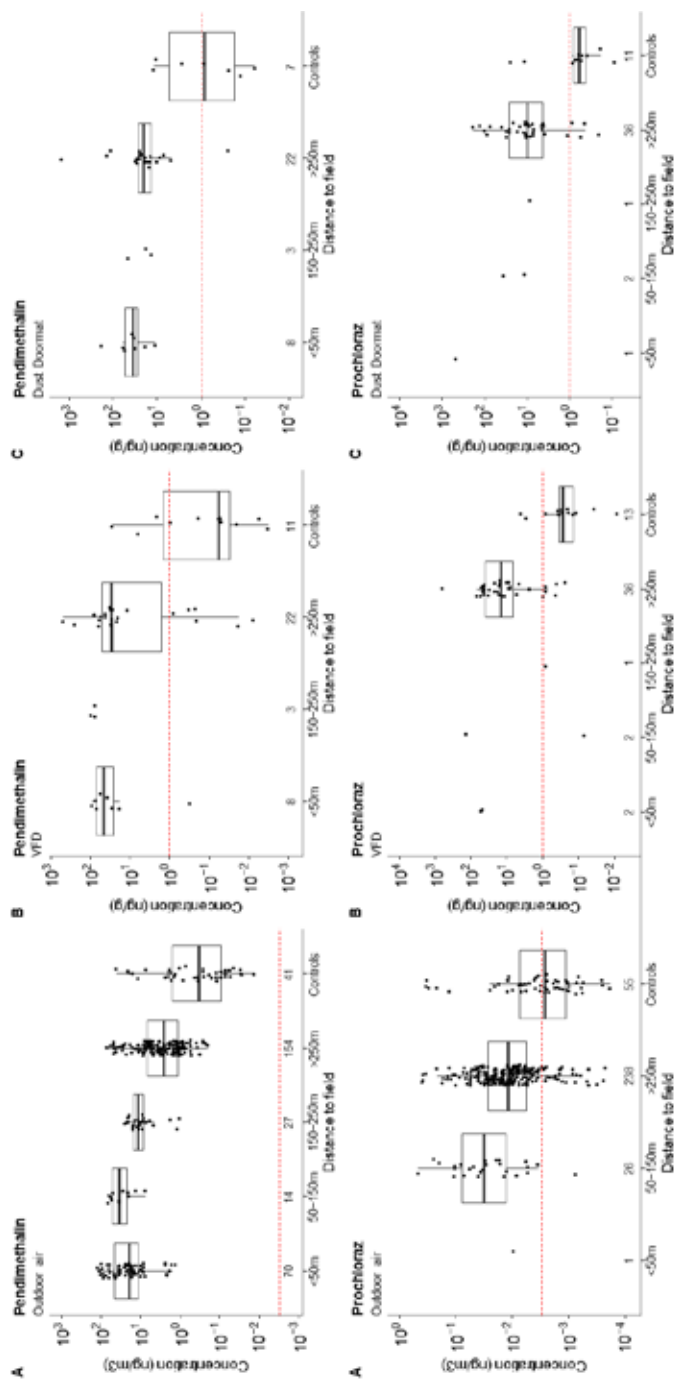 A
Pendimethalin
Outdoor air
Concentration (ng/m3)
10³
10²
10¹
10⁰
10⁻¹
10⁻²
10⁻³
70 14 27 41
<50m 50–150m 150–250m >250m Controls
Distance to field
B
Pendimethalin
VFD
Concentration (ng/g)
10³
10²
10¹
10⁰
10⁻¹
10⁻²
10⁻³
8 3 22 11
<50m 150–250m >250m Controls
Distance to field
C
Pendimethalin
Dust Doormat
Concentration (ng/g)
10³
10²
10¹
10⁰
10⁻¹
10⁻²
8 3 22 7
<50m 150–250m >250m Controls
Distance to field
A
Prochloraz
Outdoor air
Concentration (ng/m3)
10⁰
10⁻¹
10⁻²
10⁻³
10⁻⁴
1 26 238 55
<50m 50–150m >250m Controls
Distance to field
B
Prochloraz
VFD
Concentration (ng/g)
10⁴
10³
10²
10¹
10⁰
10⁻¹
10⁻²
2 2 1 36 13
<50m 50–150m 150–250m >250m Controls
Distance to field
C
Prochloraz
Dust Doormat
Concentration (ng/g)
10⁴
10³
10²
10¹
10⁰
10⁻¹
1 2 1 36 11
<50m 50–150m 150–250m >250m Controls
Distance to field